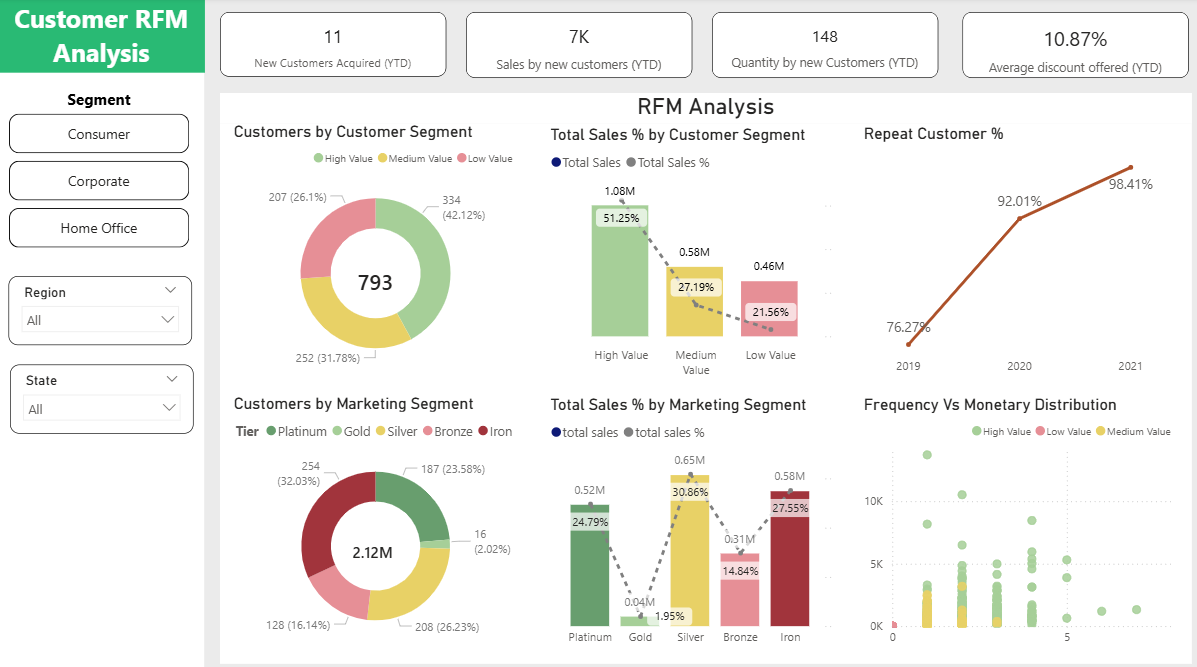 Customer RFM
Analysis
Segment
Consumer
Corporate
Home Office
Region
All
State
All
11
New Customers Acquired (YTD)
7K
Sales by new customers (YTD)
148
Quantity by new Customers (YTD)
10.87%
Average discount offered (YTD)
RFM Analysis
Customers by Customer Segment
High Value Medium Value Low Value
207 (26.1%)
334
(42.12%)
793
252 (31.78%)
Total Sales % by Customer Segment
Total Sales Total Sales %
1.08M
51.25%
0.58M
27.19%
0.46M
21.56%
High Value
Medium
Value
Low Value
Repeat Customer %
76.27%
92.01%
98.41%
2019 2020 2021
Customers by Marketing Segment
Tier Platinum Gold Silver Bronze Iron
254
(32.03%)
187 (23.58%)
16
(2.02%)
2.12M
128 (16.14%)
208 (26.23%)
Total Sales % by Marketing Segment
total sales total sales %
0.52M
24.79%
0.04M
1.95%
0.65M
30.86%
0.31M
14.84%
0.58M
27.55%
Platinum Gold Silver Bronze Iron
Frequency Vs Monetary Distribution
High Value Low Value Medium Value
10K
5K
0K
0 5